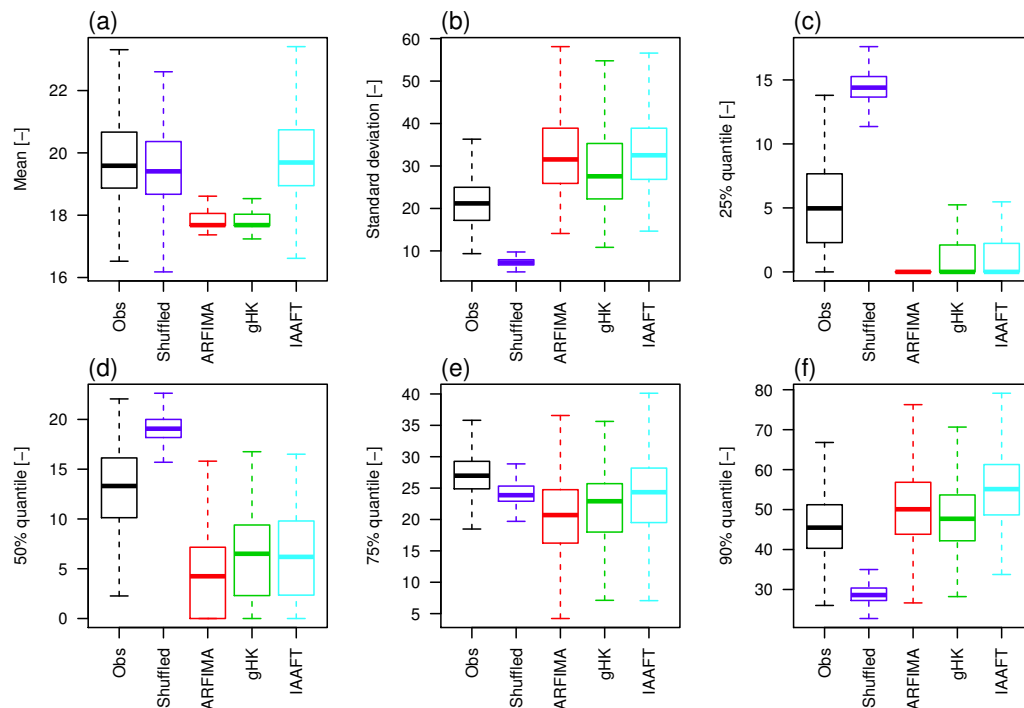 (a)
Mean [−]
22
20
18
16
Obs
Shuffled
ARFIMA
gHK
IAAFT
(b)
Standard deviation [−]
60
50
40
30
20
10
Obs
Shuffled
ARFIMA
gHK
IAAFT
(c)
25% quantile [−]
15
10
5
0
Obs
Shuffled
ARFIMA
gHK
IAAFT
(d)
50% quantile [−]
20
15
10
5
0
Obs
Shuffled
ARFIMA
gHK
IAAFT
(e)
75% quantile [−]
40
35
30
25
20
15
10
5
Obs
Shuffled
ARFIMA
gHK
IAAFT
(f)
90% quantile [−]
80
70
60
50
40
30
Obs
Shuffled
ARFIMA
gHK
IAAFT